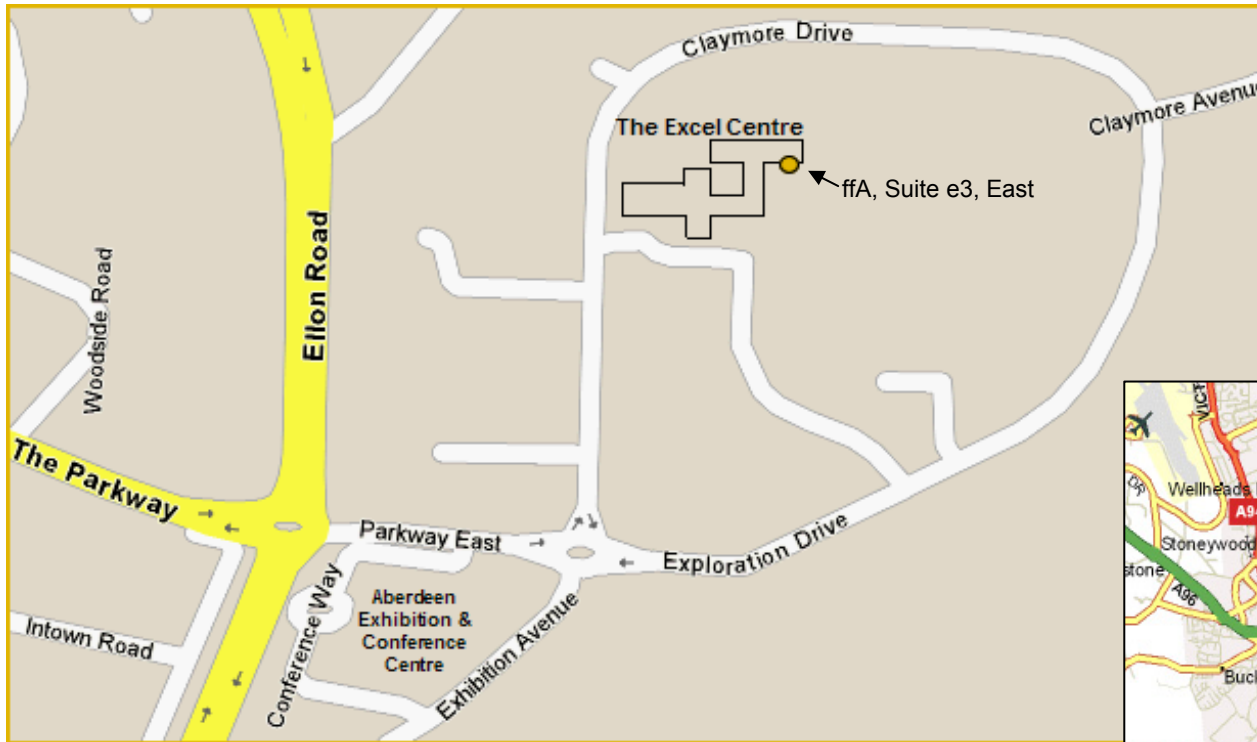 Claymore Drive
Claymore Avenue
The Excel Centre
ffA, Suite e3, East
Ellon Road
Woodside Road
The Parkway
Parkway East
Exploration Drive
Conference Way
Aberdeen
Exhibition &
Conference
Centre
Exhibition Avenue
Intown Road
Wellheads
Stoneywood
A96